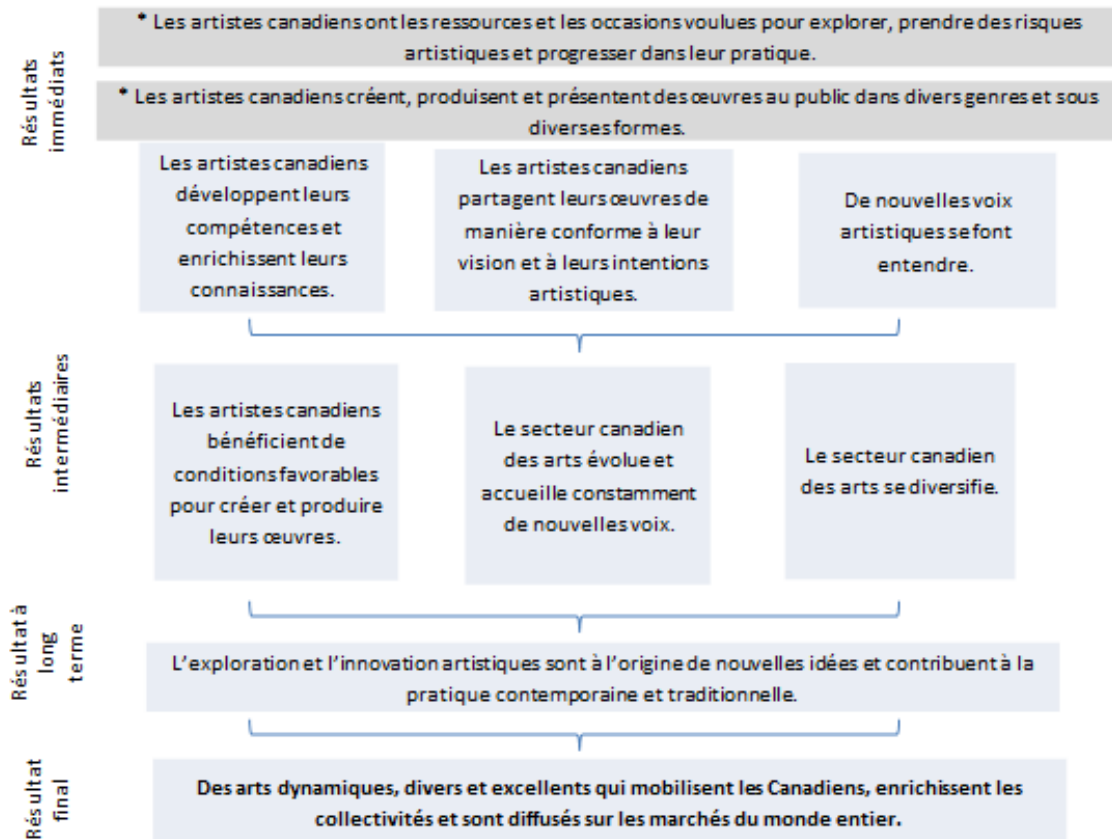 Résultats
immédiats
* Les artistes canadiens ont les ressources et les occasions voulues pour explorer, prendre des risques
artistiques et progresser dans leur pratique.
* Les artistes canadiens créent, produisent et présentent des œuvres au public dans divers genres et sous
diverses formes.
Les artistes canadiens
développent leurs
compétences et
enrichissent leurs
connaissances.
Les artistes canadiens
partagent leurs œuvres de
manière conforme à leur
vision et à leurs intentions
artistiques.
De nouvelles voix
artistiques se font
entendre.
Résultats
intermédiaires
Les artistes canadiens
bénéficient de
conditions favorables
pour créer et produire
leurs œuvres.
Le secteur canadien
des arts évolue et
accueille constamment
de nouvelles voix.
Le secteur canadien
des arts se diversifie.
Résultat à
long
terme
L'exploration et l'innovation artistiques sont à l'origine de nouvelles idées et contribuent à la
pratique contemporaine et traditionnelle.
Résultat
final
Des arts dynamiques, divers et excellents qui mobilisent les Canadiens, enrichissent les
collectivités et sont diffusés sur les marchés du monde entier.